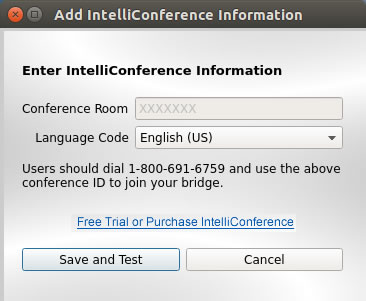 Add IntelliConference Information
Enter IntelliConference Information
Conference Room XXXXXXX
Language Code English (US)
Users should dial 1-800-691-6759 and use the above
conference ID to join your bridge.
Free Trial or Purchase IntelliConference
Save and Test Cancel